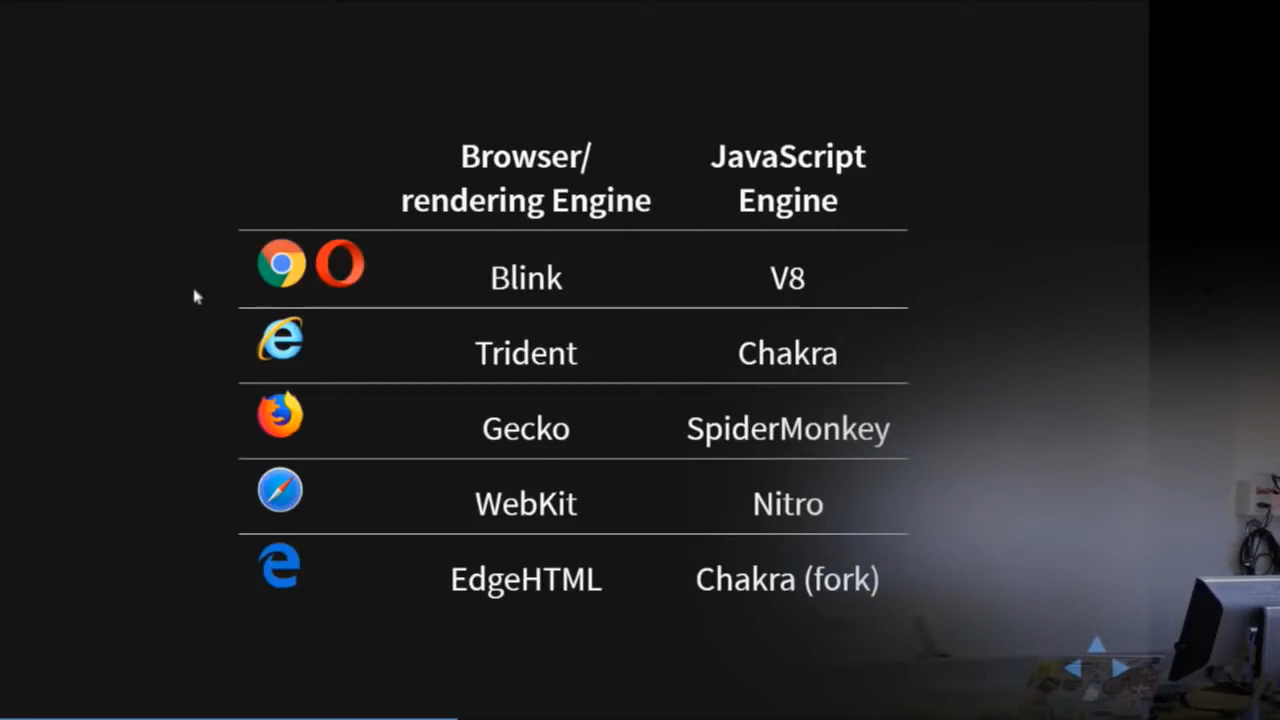 Browser/
rendering Engine
JavaScript
Engine
Blink
V8
Trident
Chakra
Gecko
SpiderMonkey
WebKit
Nitro
EdgeHTML
Chakra (fork)